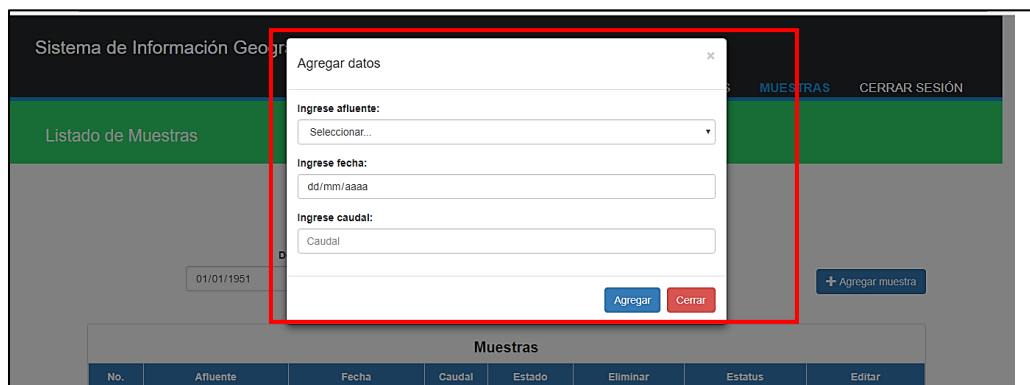 Sistema de Información
Agregar datos
×
MUESTRAS CERRAR SESIÓN
Ingrese afluente:
Seleccionar...
Listado de Muestras
Ingrese fecha:
dd/mm/aaaa
Ingrese caudal:
Caudal
01/01/1951
Agregar muestra
Agregar Cerrar
Muestras
No. Afluente Fecha Caudal Estado Eliminar Estatus Editar